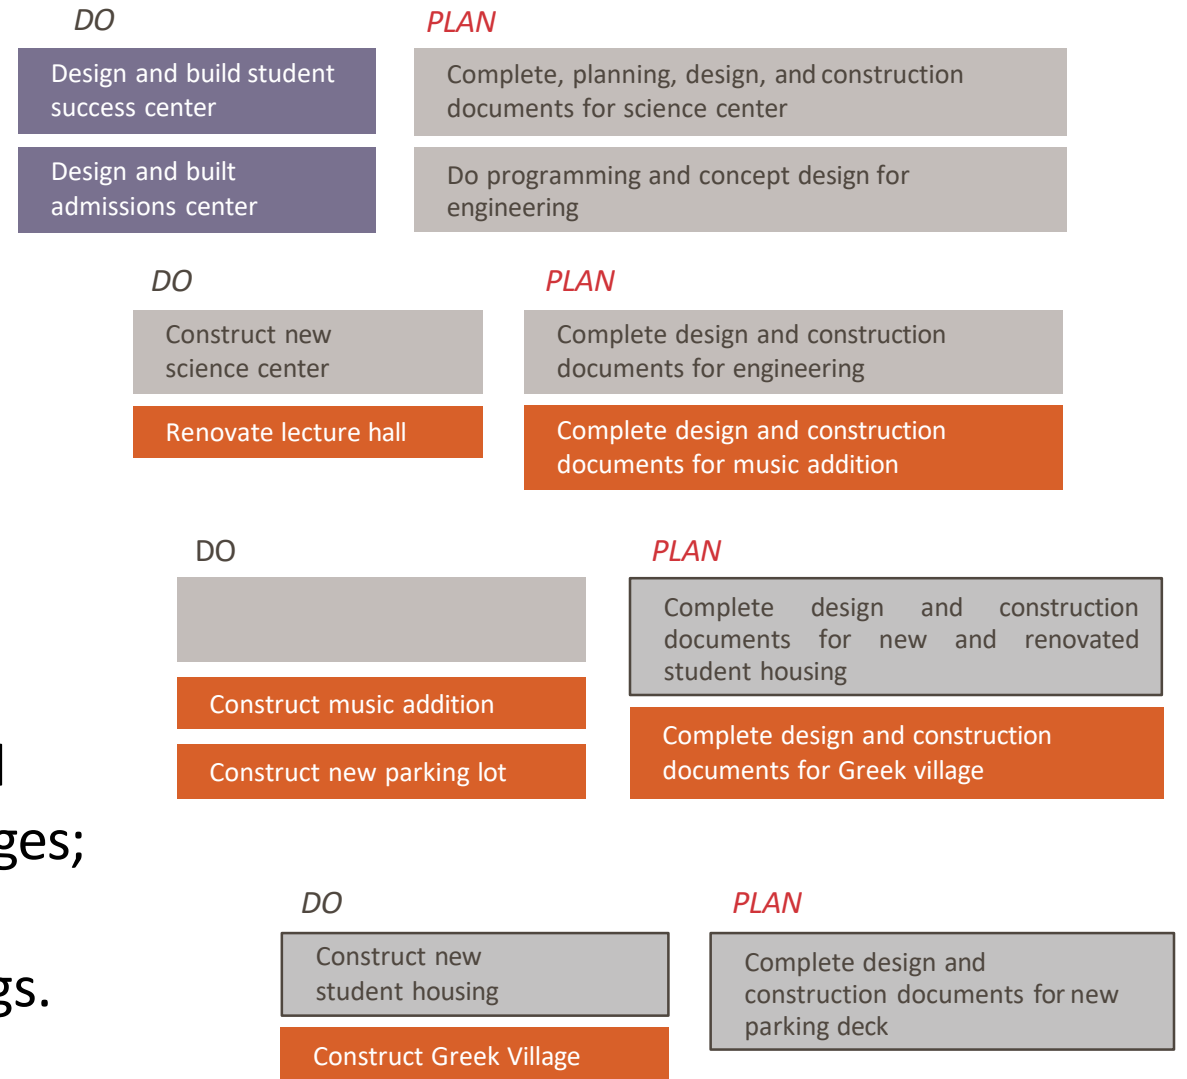 DO
PLAN
Design and build student
success center
Complete, planning, design, and construction
documents for science center
Design and built
admissions center
Do programming and concept design for
engineering
DO
PLAN
Construct new
science center
Complete design and construction
documents for engineering
Renovate lecture hall
Complete design and construction
documents for music addition
DO
PLAN
Complete design and construction
documents for new and renovated
student housing
Construct music addition
Construct new parking lot
Complete design and construction
documents for Greek village
ges;
gs.
DO
PLAN
Construct new
student housing
Complete design and
construction documents for new
parking deck
Construct Greek Village